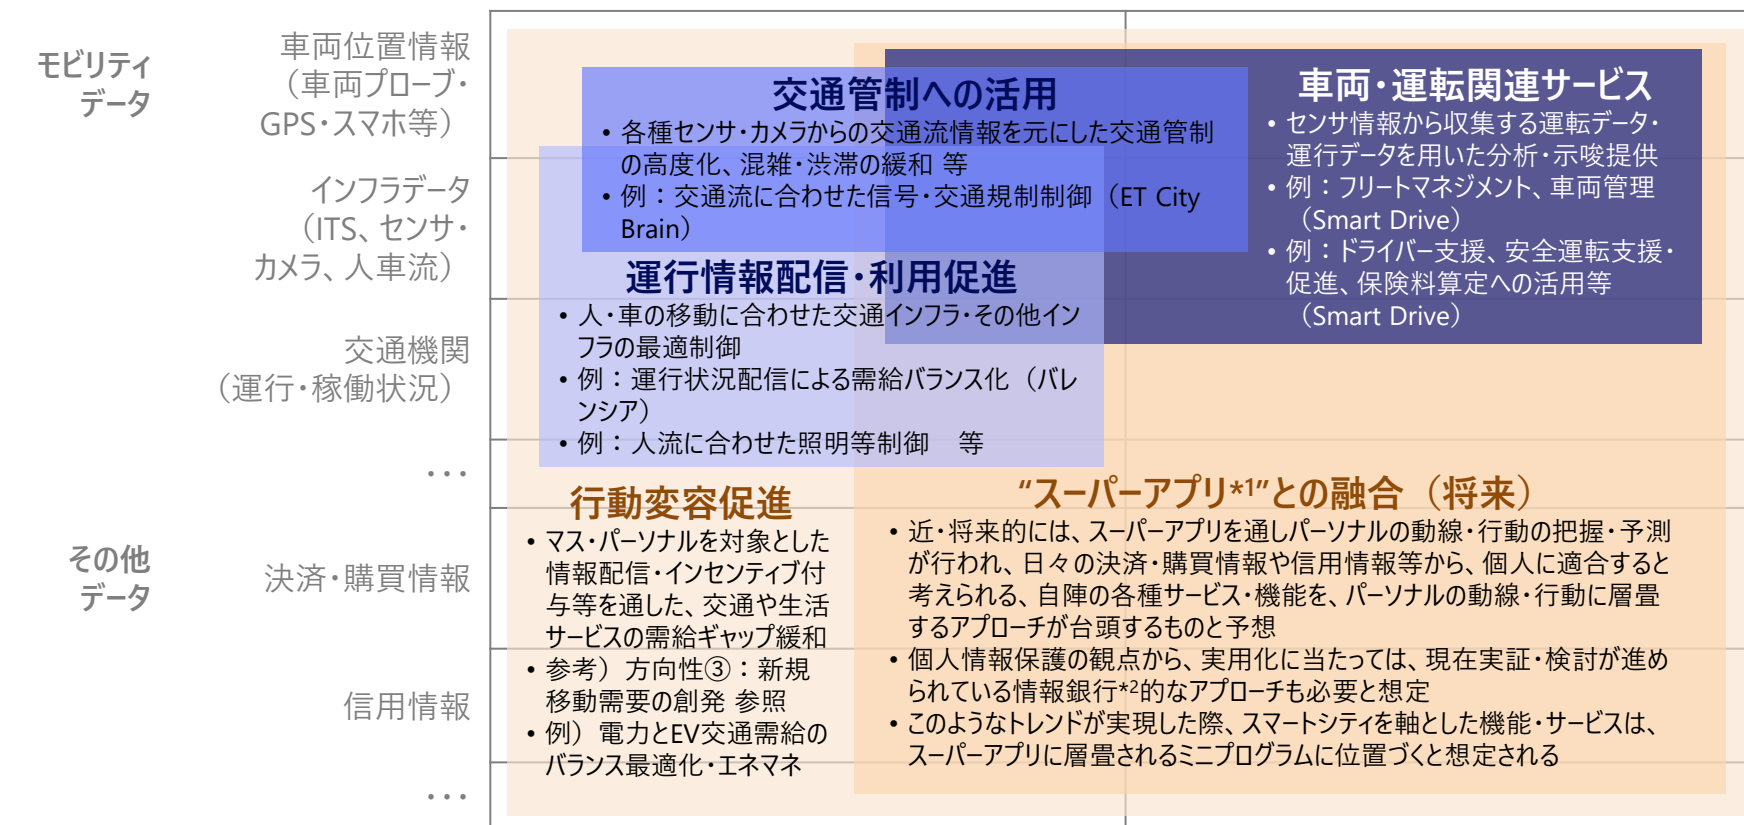 モビリティ
データ
車両位置情報
（車両プローブ・
GPS・スマホ等）
インフラデータ
（ITS、センサ・
カメラ、人車流）
交通機関
（運行・稼働状況）
・・・
その他
データ
決済・購買情報
信用情報
・・・
交通管制への活用
• 各種センサ・カメラからの交通流情報を元にした交通管制
の高度化、混雑・渋滞の緩和 等
• 例：交通流に合わせた信号・交通規制制御（ET City
Brain）
車両・運転関連サービス
• センサ情報から収集する運転データ・
運行データを用いた分析・示唆提供
• 例：フリートマネジメント、車両管理
（Smart Drive）
• 例：ドライバー支援、安全運転支援・
促進、保険料算定への活用等
（Smart Drive）
運行情報配信・利用促進
• 人・車の移動に合わせた交通インフラ・その他イン
フラの最適制御
• 例：運行状況配信による需給バランス化（バレ
ンシア）
• 例：人流に合わせた照明等制御　等
行動変容促進
• マス・パーソナルを対象とした
情報配信・インセンティブ付
与等を通した、交通や生活
サービスの需給ギャップ緩和
• 参考）方向性③：新規
移動需要の創発 参照
• 例）電力とEV交通需給の
バランス最適化・エネマネ
“スーパーアプリ*1”との融合（将来）
• 近・将来的には、スーパーアプリを通しパーソナルの動線・行動の把握・予測
が行われ、日々の決済・購買情報や信用情報等から、個人に適合すると
考えられる、自陣の各種サービス・機能を、パーソナルの動線・行動に層畳
するアプローチが台頭するものと予想
• 個人情報保護の観点から、実用化に当たっては、現在実証・検討が進め
られている情報銀行*2的なアプローチも必要と想定
• このようなトレンドが実現した際、スマートシティを軸とした機能・サービスは、
スーパーアプリに層畳されるミニプログラムに位置づくと想定される